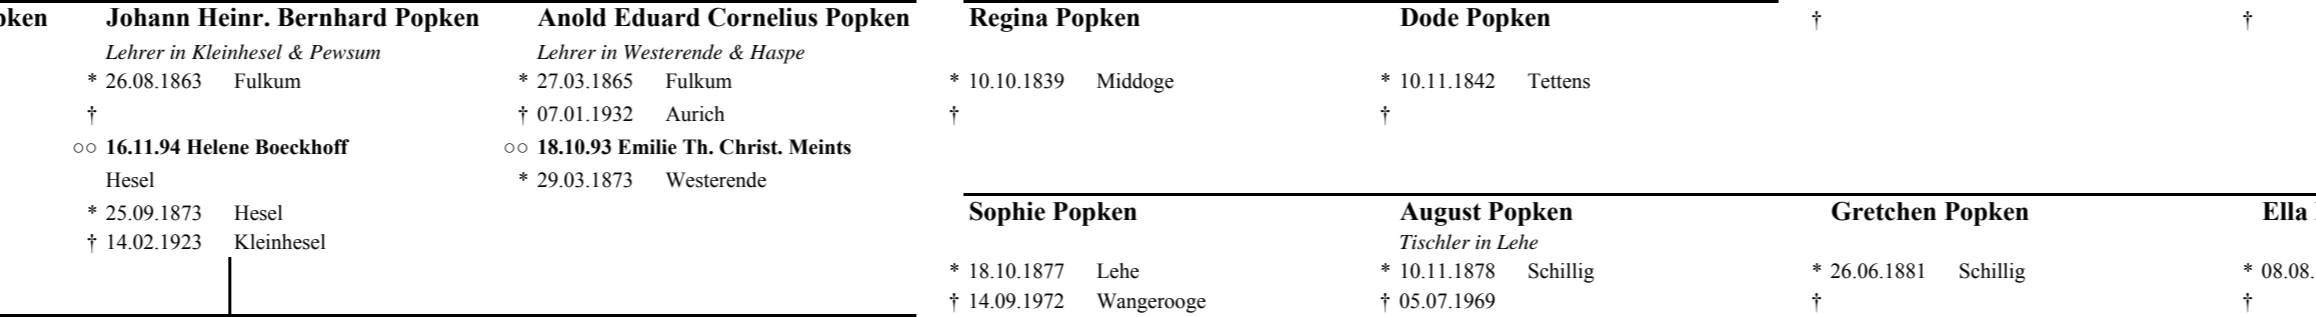 pken
Johann Heinr. Bernhard Popken
Lehrer in Kleinhesel & Pewsum
* 26.08.1863 Fulkum
†
○○ 16.11.94 Helene Boeckhoff
Hesel
* 25.09.1873 Hesel
† 14.02.1923 Kleinhesel
Anold Eduard Cornelius Popken
Lehrer in Westerende & Haspe
* 27.03.1865 Fulkum
† 07.01.1932 Aurich
○○ 18.10.93 Emilie Th. Christ. Meints
* 29.03.1873 Westerende
Regina Popken
* 10.10.1839 Middoge
†
Dode Popken
* 10.11.1842 Tettens
†
†
†
Sophie Popken
* 18.10.1877 Lehe
† 14.09.1972 Wangerooge
August Popken
Tischler in Lehe
* 10.11.1878 Schillig
† 05.07.1969
Gretchen Popken
* 26.06.1881 Schillig
†
Ella
* 08.08.
†